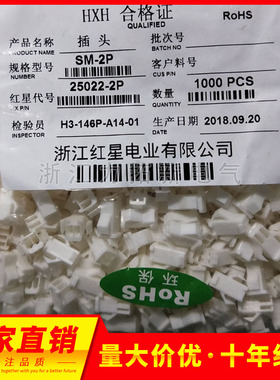 HXH 合格证
QUALIFIED
RoHS
产品名称
PRODUCT NAME
插头
批次号
BATCH NO
规格型号
SM-2P
客户料号
CUS P/N
红星代号
X P/N
25022-2P
数量
QUANTITY
1000 PCS
检验员
INSPECTOR
H3-146P-A14-01
生产日期
2018.09.20
浙江红星电业有限公司
环保
RoHS
家直销
注品质
量大价优·十年